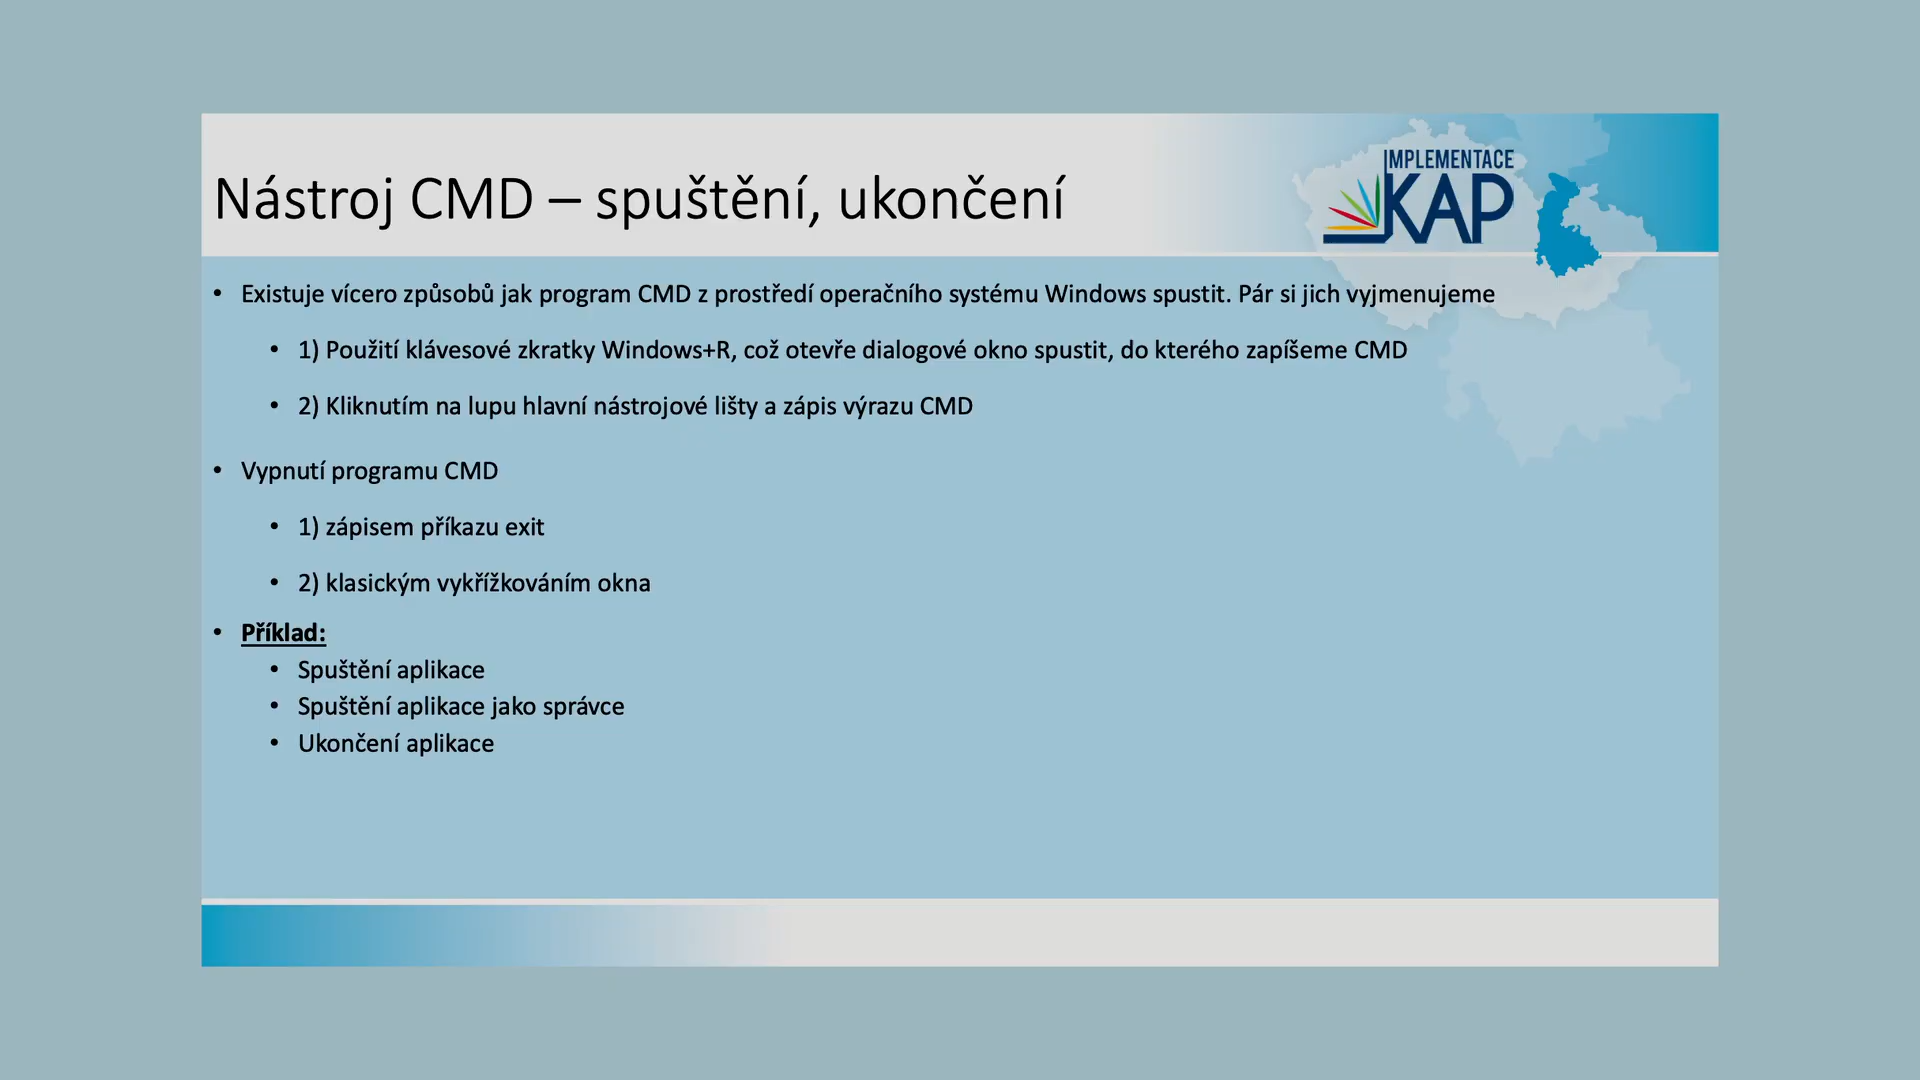 Nástroj CMD – spuštění, ukončení
IMPLEMENTACE
KAP
• Existuje vícero způsobů jak program CMD z prostředí operačního systému Windows spustit. Pár si jich vyjmenujeme
• 1) Použití klávesové zkratky Windows+R, což otevře dialogové okno spustit, do kterého zapíšeme CMD
• 2) Kliknutím na lupu hlavní nástrojové lišty a zápis výrazu CMD
• Vypnutí programu CMD
• 1) zápisem příkazu exit
• 2) klasickým vykřížkováním okna
• Příklad:
• Spuštění aplikace
• Spuštění aplikace jako správce
• Ukončení aplikace